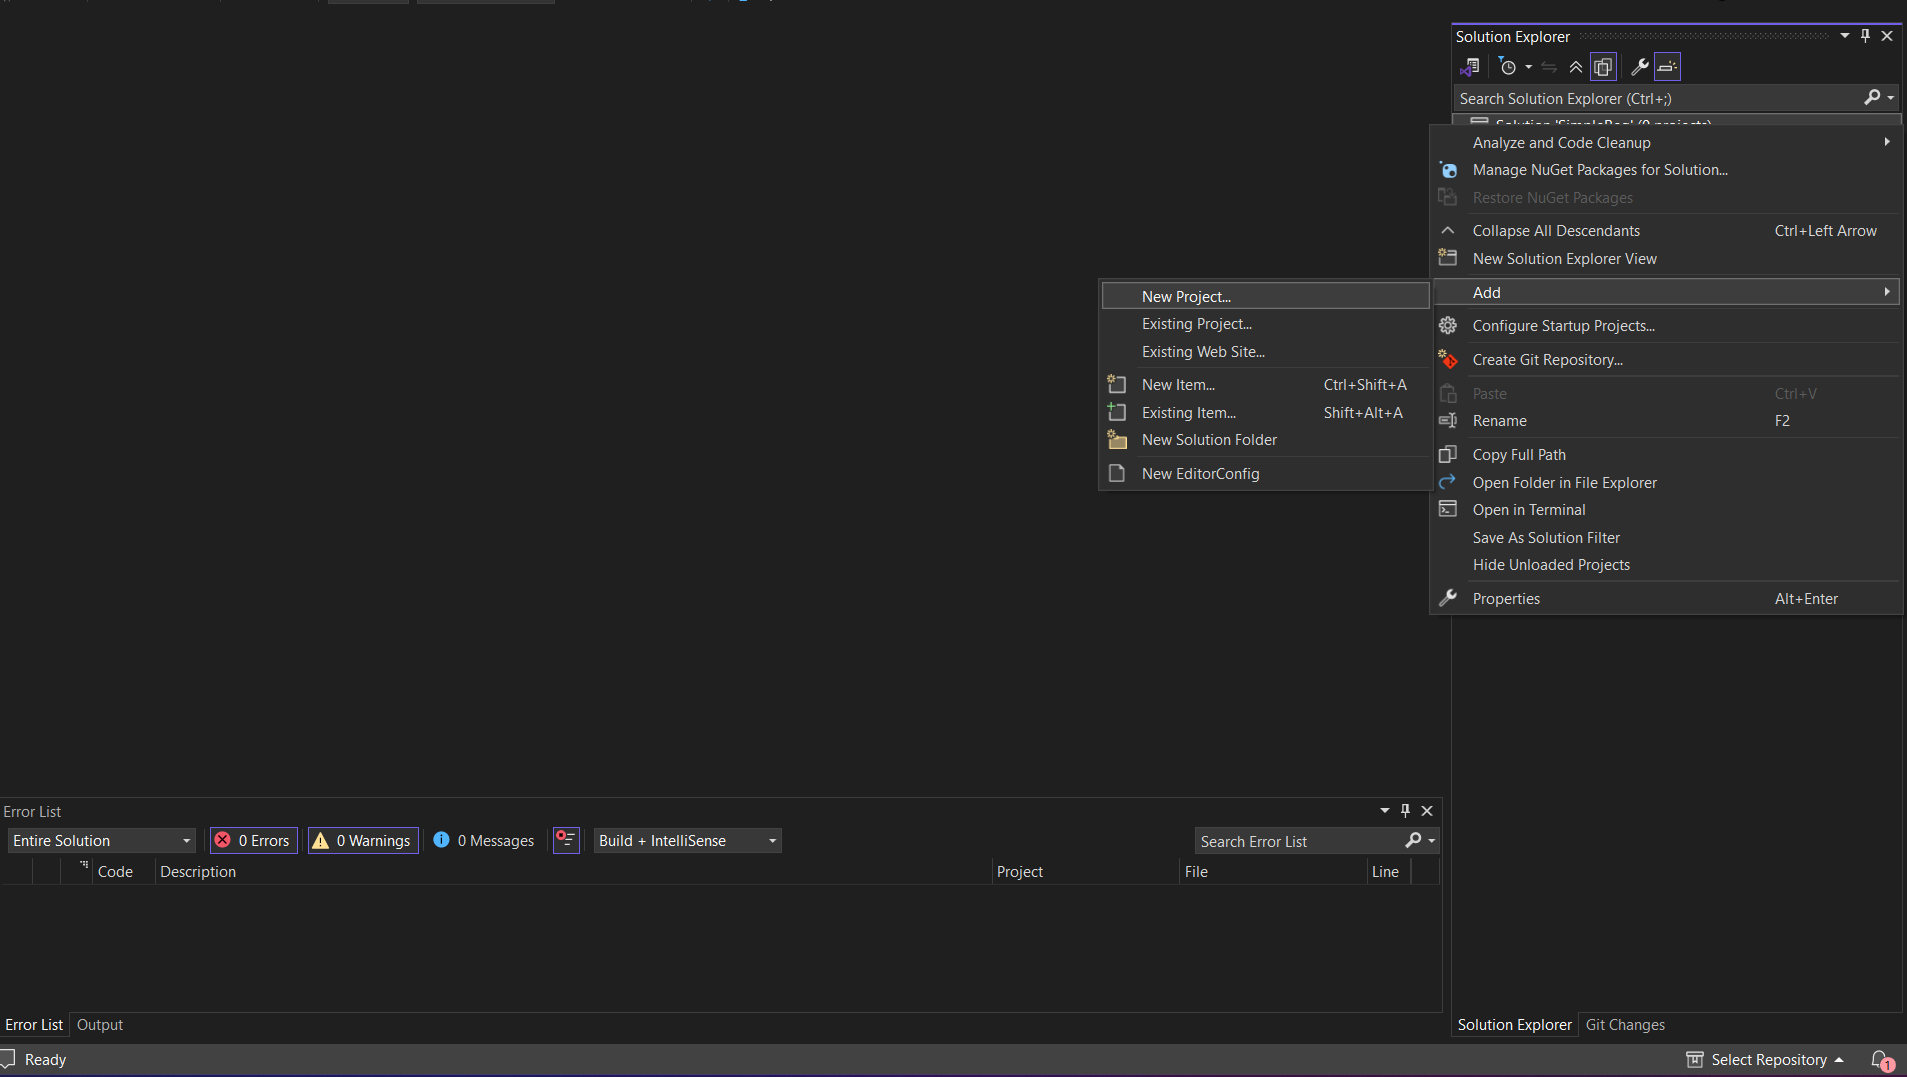 Solution Explorer
Search Solution Explorer (Ctrl+;)
Solution 'SimpleReg' (0 projects)
Analyze and Code Cleanup
Manage NuGet Packages for Solution...
Restore NuGet Packages
Collapse All Descendants Ctrl+Left Arrow
New Solution Explorer View
Add
Configure Startup Projects...
Create Git Repository...
Paste Ctrl+V
Rename F2
Copy Full Path
Open Folder in File Explorer
Open in Terminal
Save As Solution Filter
Hide Unloaded Projects
Properties Alt+Enter
New Project...
Existing Project...
Existing Web Site...
New Item... Ctrl+Shift+A
Existing Item... Shift+Alt+A
New Solution Folder
New EditorConfig
Error List
Entire Solution 0 Errors 0 Warnings 0 Messages Build + IntelliSense Search Error List
Code Description Project File Line
Error List Output
Solution Explorer Git Changes
Ready Select Repository 1